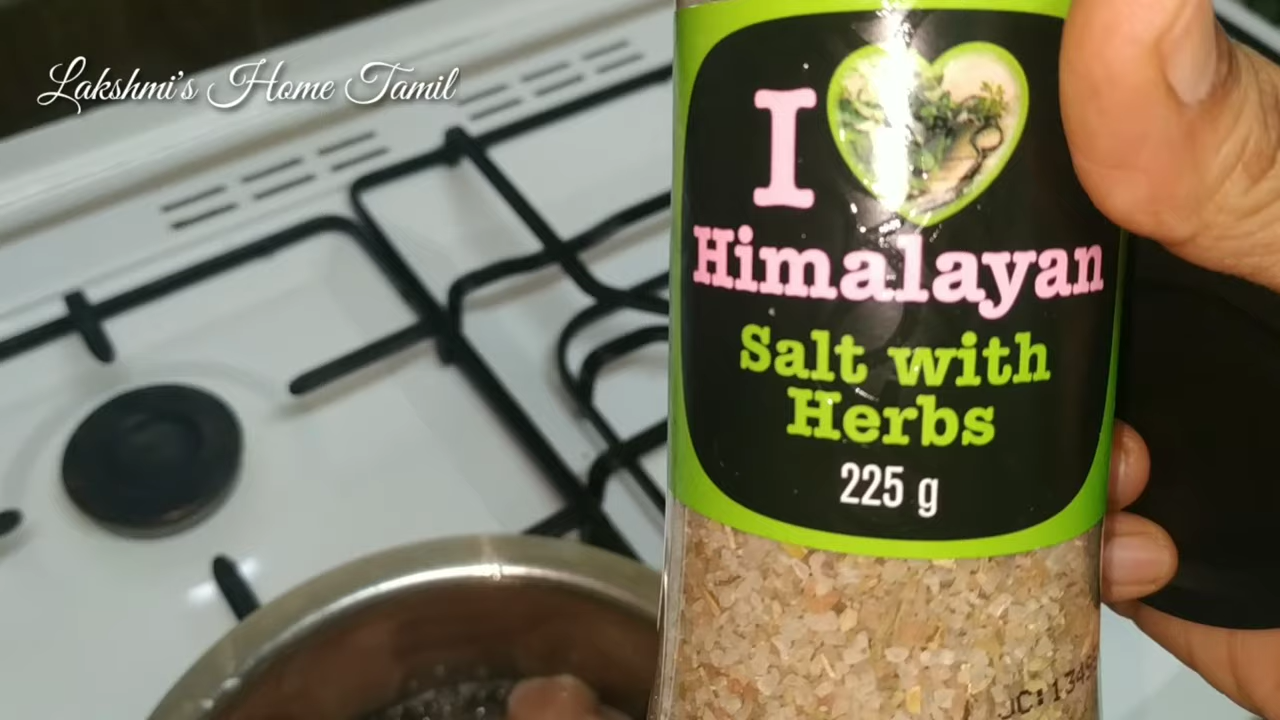 Lakshmi's Home Tamil
I
Himalayan
Salt with
Herbs
225 g